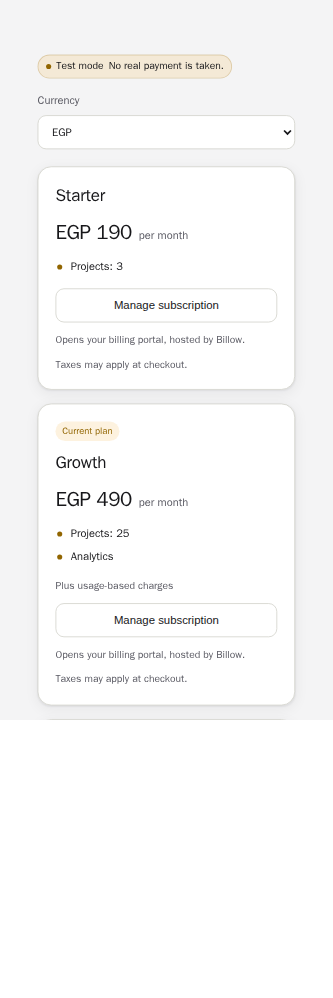 Test mode No real payment is taken.
Currency
EGP
Starter
EGP 190 per month
Projects: 3
Manage subscription
Opens your billing portal, hosted by Billow.
Taxes may apply at checkout.
Current plan
Growth
EGP 490 per month
Projects: 25
Analytics
Plus usage-based charges
Manage subscription
Opens your billing portal, hosted by Billow.
Taxes may apply at checkout.